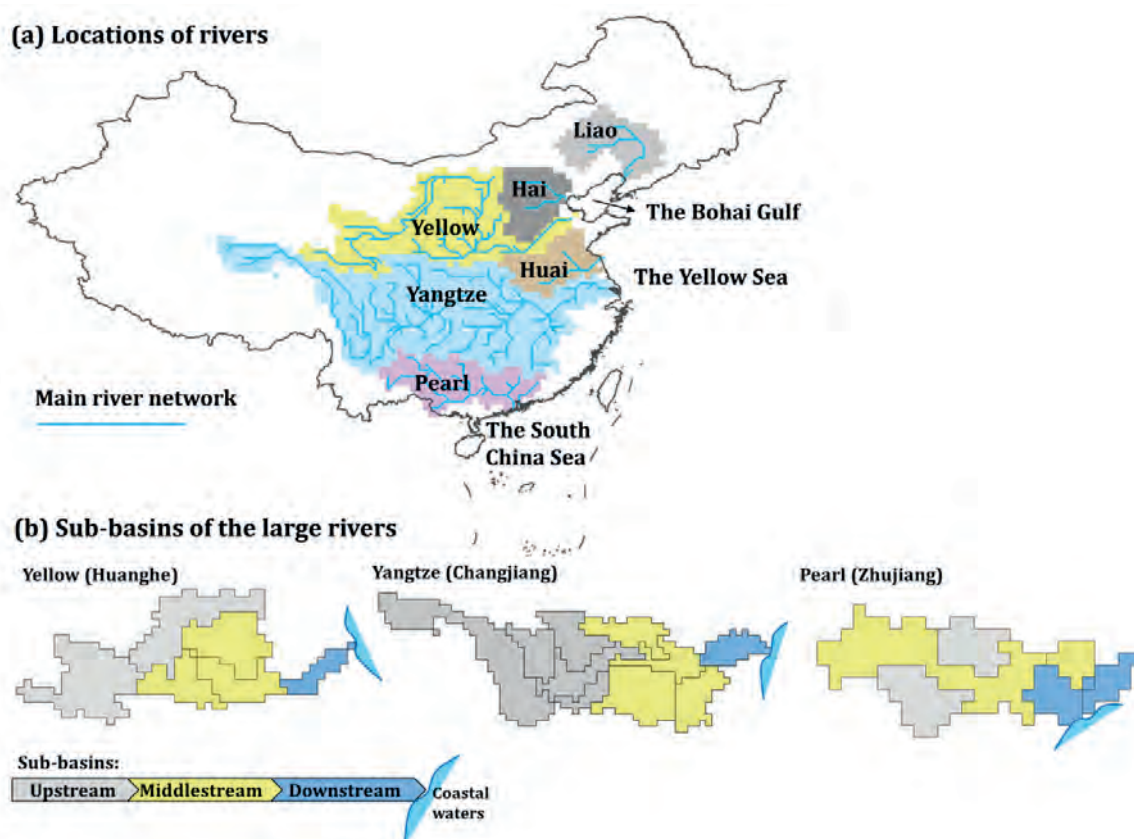 (a) Locations of rivers
Liao
Hai
The Bohai Gulf
Yellow
Huai
The Yellow Sea
Yangtze
Pearl
Main river network
The South
China Sea
(b) Sub-basins of the large rivers
Yellow (Huanghe)
Yangtze (Changjiang)
Pearl (Zhujiang)
Sub-basins:
Upstream
Middlestream
Downstream
Coastal
waters